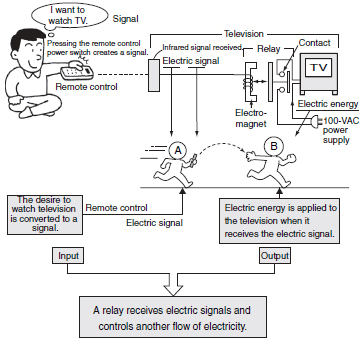 I want to
watch TV.
Signal
Pressing the remote control
power switch creates a signal.
Remote control
Television
Infrared signal received
Electric signal
Relay
Contact
TV
Electro-
magnet
Electric energy
100-VAC
power
supply
A
B
The desire to
watch television
is converted to a
signal.
Remote control
Electric signal
Electric energy is applied to
the television when it
receives the electric signal.
Input
Output
A relay receives electric signals and
controls another flow of electricity.